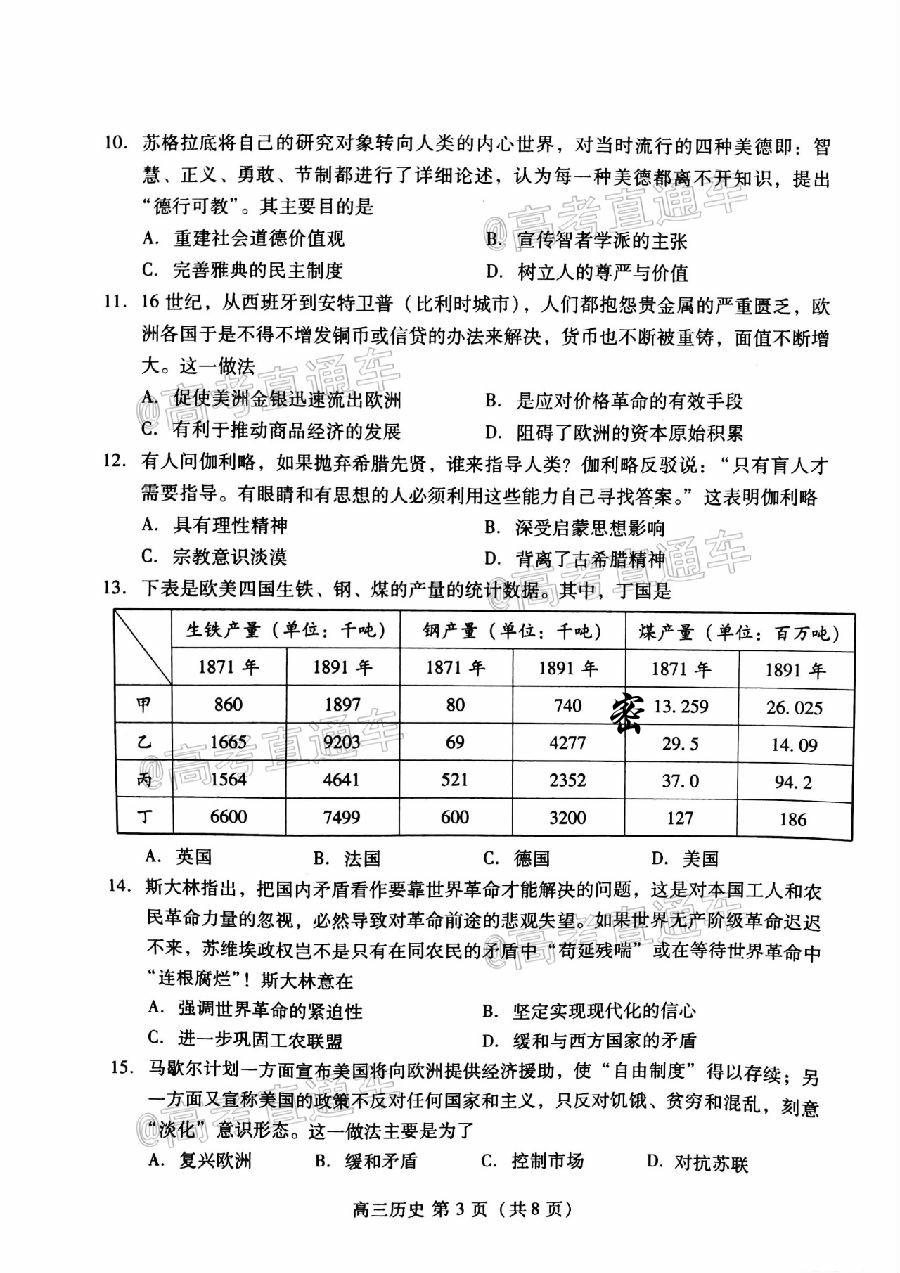 10. 苏格拉底将自己的研究对象转向人类的内心世界，对当时流行的四种美德即：智
慧、正义、勇敢、节制都进行了详细论述，认为每一种美德都离不开知识，提出
“德行可教”。其主要目的是
A. 重建社会道德价值观 B. 宣传智者学派的主张
C. 完善雅典的民主制度 D. 树立人的尊严与价值
11. 16 世纪，从西班牙到安特卫普（比利时城市），人们都抱怨贵金属的严重匮乏，欧
洲各国于是不得不增发铜币或信贷的办法来解决，货币也不断被重铸，面值不断增
大。这一做法
A. 促使美洲金银迅速流出欧洲 B. 是应对价格革命的有效手段
C. 有利于推动商品经济的发展 D. 阻碍了欧洲的资本原始积累
12. 有人问伽利略，如果抛弃希腊先贤，谁来指导人类？伽利略反驳说：“只有盲人才
需要指导。有眼睛和有思想的人必须利用这些能力自己寻找答案。”这表明伽利略
A. 具有理性精神 B. 深受启蒙思想影响
C. 宗教意识淡漠 D. 背离了古希腊精神
13. 下表是欧美四国生铁、钢、煤的产量的统计数据。其中，丁国是
生铁产量（单位：千吨） 钢产量（单位：千吨） 煤产量（单位：百万吨）
1871 年 1891 年 1871 年 1891 年 1871 年 1891 年
甲 860 1897 80 740 13.259 26.025
密
乙 1665 9203 69 4277 29.5 14.09
丙 1564 4641 521 2352 37.0 94.2
丁 6600 7499 600 3200 127 186
A. 英国 B. 法国 C. 德国 D. 美国
14. 斯大林指出，把国内矛盾看作要靠世界革命才能解决的问题，这是对本国工人和农
民革命力量的忽视，必然导致对革命前途的悲观失望。如果世界无产阶级革命迟迟
不来，苏维埃政权岂不是只有在同农民的矛盾中“苟延残喘”或在等待世界革命中
“连根腐烂”！斯大林意在
A. 强调世界革命的紧迫性 B. 坚定实现现代化的信心
C. 进一步巩固工农联盟 D. 缓和与西方国家的矛盾
15. 马歇尔计划一方面宣布美国将向欧洲提供经济援助，使“自由制度”得以存续；另
一方面又宣称美国的政策不反对任何国家和主义，只反对饥饿、贫穷和混乱，刻意
“淡化”意识形态。这一做法主要是为了
A. 复兴欧洲 B. 缓和矛盾 C. 控制市场 D. 对抗苏联
高三历史 第 3 页（共 8 页）
@高考直通车
@高考直通车
@高考直通车
@高考直通车
@高考直通车
@高考直通车